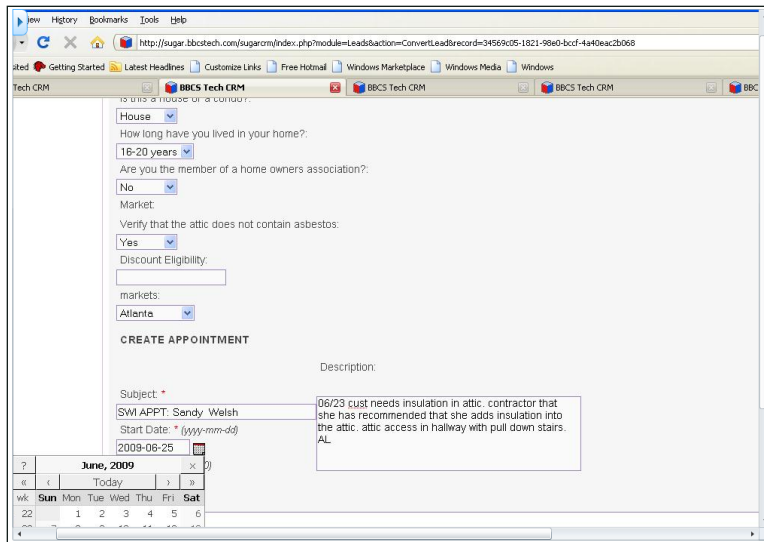 iew History Bookmarks Tools Help
http://sugar.bbcstech.com/sugarcrm/index.php?module=Leads&action=ConvertLead&record=34569c05-1821-98e0-bccf-4a40eac2b068
sited Getting Started Latest Headlines Customize Links Free Hotmail Windows Marketplace Windows Media Windows
Tech CRM BBCS Tech CRM BBCS Tech CRM BBCS Tech CRM BBC
Is this a house or a condo?:
House
How long have you lived in your home?:
16-20 years
Are you the member of a home owners association?:
No
Market:
Verify that the attic does not contain asbestos:
Yes
Discount Eligibility:
markets:
Atlanta
CREATE APPOINTMENT
Description:
Subject: *
SWI APPT: Sandy Welsh
06/23 cust needs insulation in attic. contractor that
she has recommended that she adds insulation into
the attic. attic access in hallway with pull down stairs.
AL
Start Date: * (yyyy-mm-dd)
2009-06-25
? June, 2009 × 0)
« ‹ Today › »
wk Sun Mon Tue Wed Thu Fri Sat
22 1 2 3 4 5 6